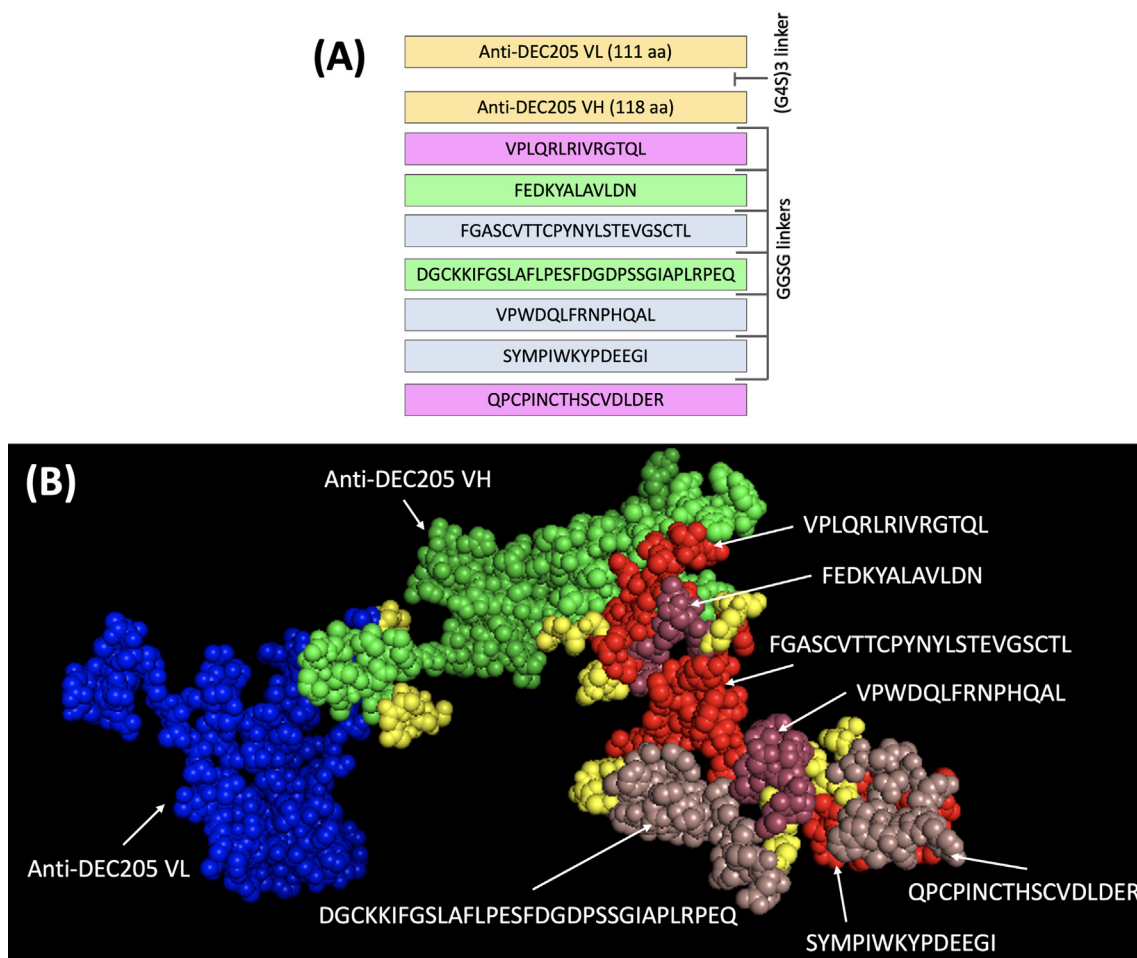 (A)
Anti-DEC205 VL (111 aa)
(G4S)3 linker
Anti-DEC205 VH (118 aa)
VPLQRLRIVRGTQL
FEDKYALAVLDN
FGASCVTTCPYNYLSTEVGSCTL
DGCKKIFGSLAFLPESFDGDPSSGIAPLRPEQ
VPWDQLFRNPHQAL
SYMPIWKYPDEEGI
QPCPINCTHSCVDLDER
GGSG linkers
(B)
Anti-DEC205 VH
VPLQRLRIVRGTQL
FEDKYALAVLDN
FGASCVTTCPYNYLSTEVGSCTL
VPWDQLFRNPHQAL
Anti-DEC205 VL
QPCPINCTHSCVDLDER
DGCKKIFGSLAFLPESFDGDPSSGIAPLRPEQ
SYMPIWKYPDEEGI